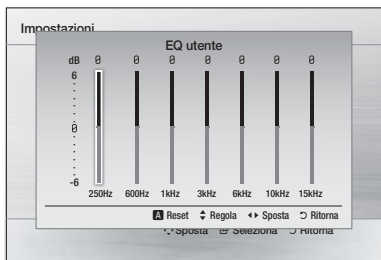 Impostazioni
EQ utente
dB 0 0 0 0 0 0 0
6
0
-6
250Hz 600Hz 1kHz 3kHz 6kHz 10kHz 15kHz
A Reset Regola Sposta Ritorna
Sposta Seleziona Ritorna